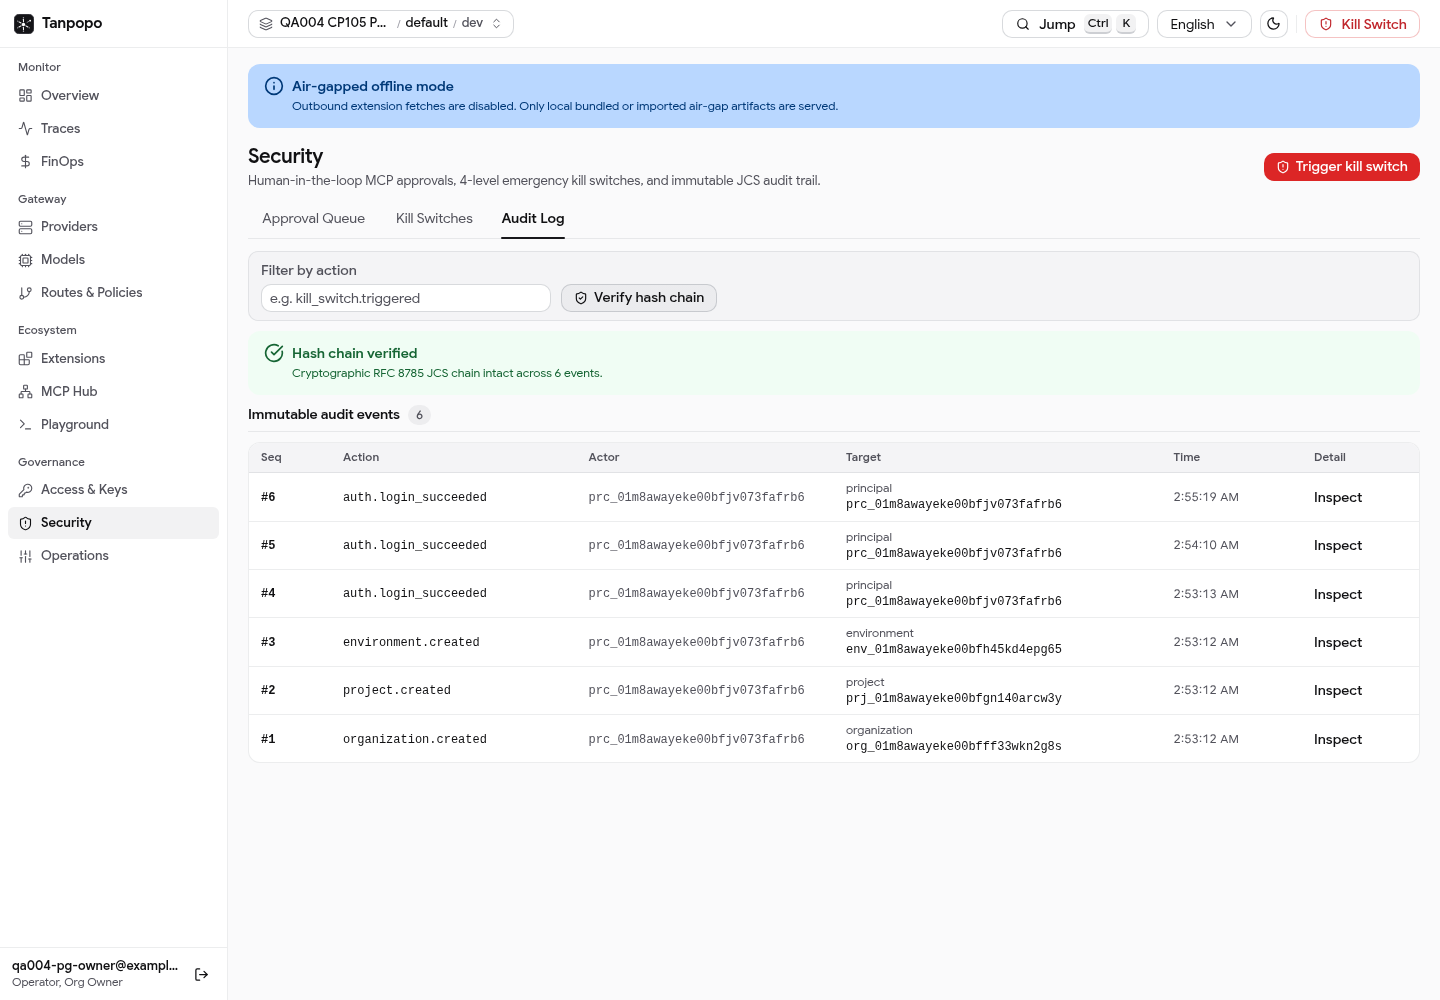 Tanpopo
QA004 CP105 P... / default / dev
Jump Ctrl K
English
Kill Switch
Monitor
Overview
Traces
FinOps
Gateway
Providers
Models
Routes & Policies
Ecosystem
Extensions
MCP Hub
Playground
Governance
Access & Keys
Security
Operations
qa004-pg-owner@exampl...
Operator, Org Owner
Air-gapped offline mode
Outbound extension fetches are disabled. Only local bundled or imported air-gap artifacts are served.
Security
Human-in-the-loop MCP approvals, 4-level emergency kill switches, and immutable JCS audit trail.
Trigger kill switch
Approval Queue Kill Switches Audit Log
Filter by action
e.g. kill_switch.triggered
Verify hash chain
Hash chain verified
Cryptographic RFC 8785 JCS chain intact across 6 events.
Immutable audit events 6
Seq Action Actor Target Time Detail
#6 auth.login_succeeded prc_01m8awayeke00bfjv073fafrb6 principal prc_01m8awayeke00bfjv073fafrb6 2:55:19 AM Inspect
#5 auth.login_succeeded prc_01m8awayeke00bfjv073fafrb6 principal prc_01m8awayeke00bfjv073fafrb6 2:54:10 AM Inspect
#4 auth.login_succeeded prc_01m8awayeke00bfjv073fafrb6 principal prc_01m8awayeke00bfjv073fafrb6 2:53:13 AM Inspect
#3 environment.created prc_01m8awayeke00bfjv073fafrb6 environment env_01m8awayeke00bfh45kd4epg65 2:53:12 AM Inspect
#2 project.created prc_01m8awayeke00bfjv073fafrb6 project prj_01m8awayeke00bfgn140arcw3y 2:53:12 AM Inspect
#1 organization.created prc_01m8awayeke00bfjv073fafrb6 organization org_01m8awayeke00bfff33wkn2g8s 2:53:12 AM Inspect